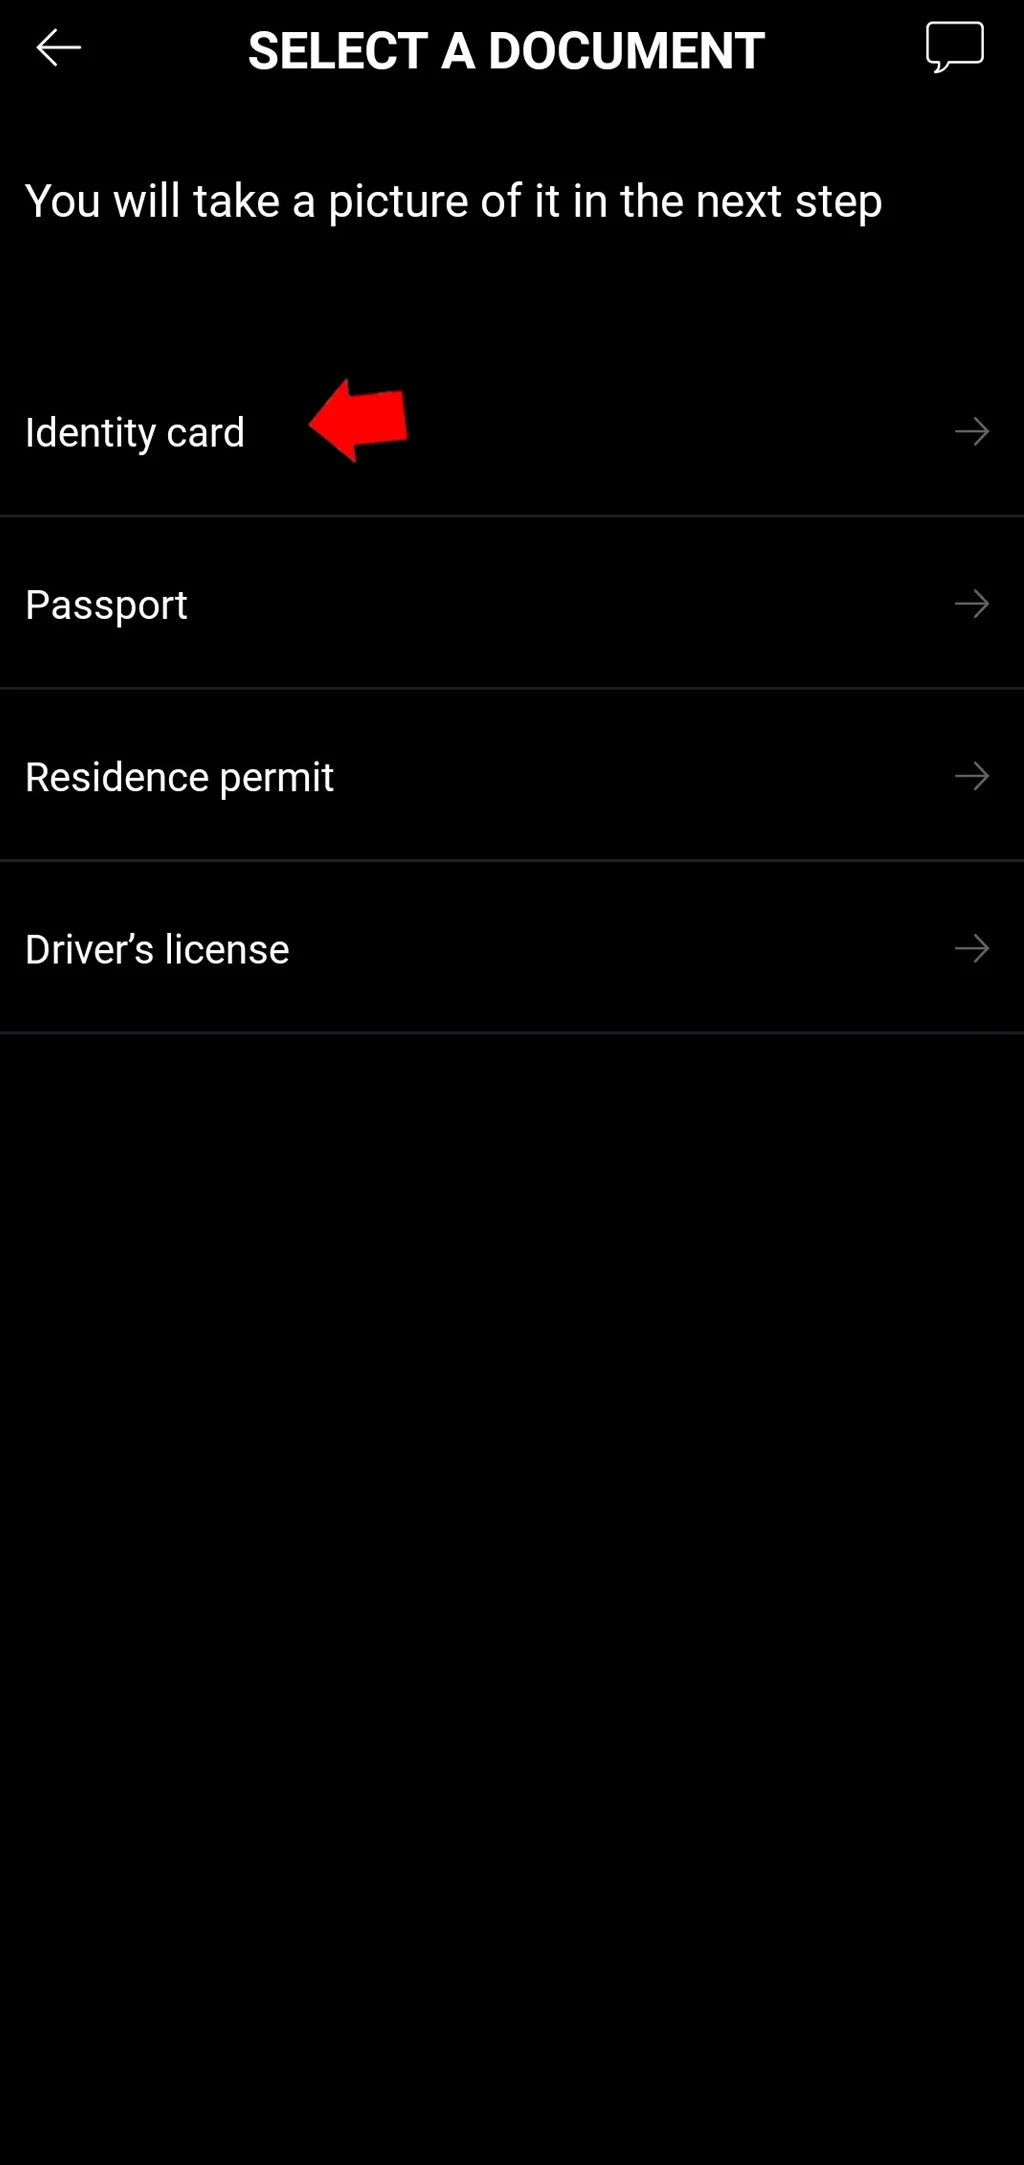 SELECT A DOCUMENT
You will take a picture of it in the next step
Identity card
Passport
Residence permit
Driver’s license